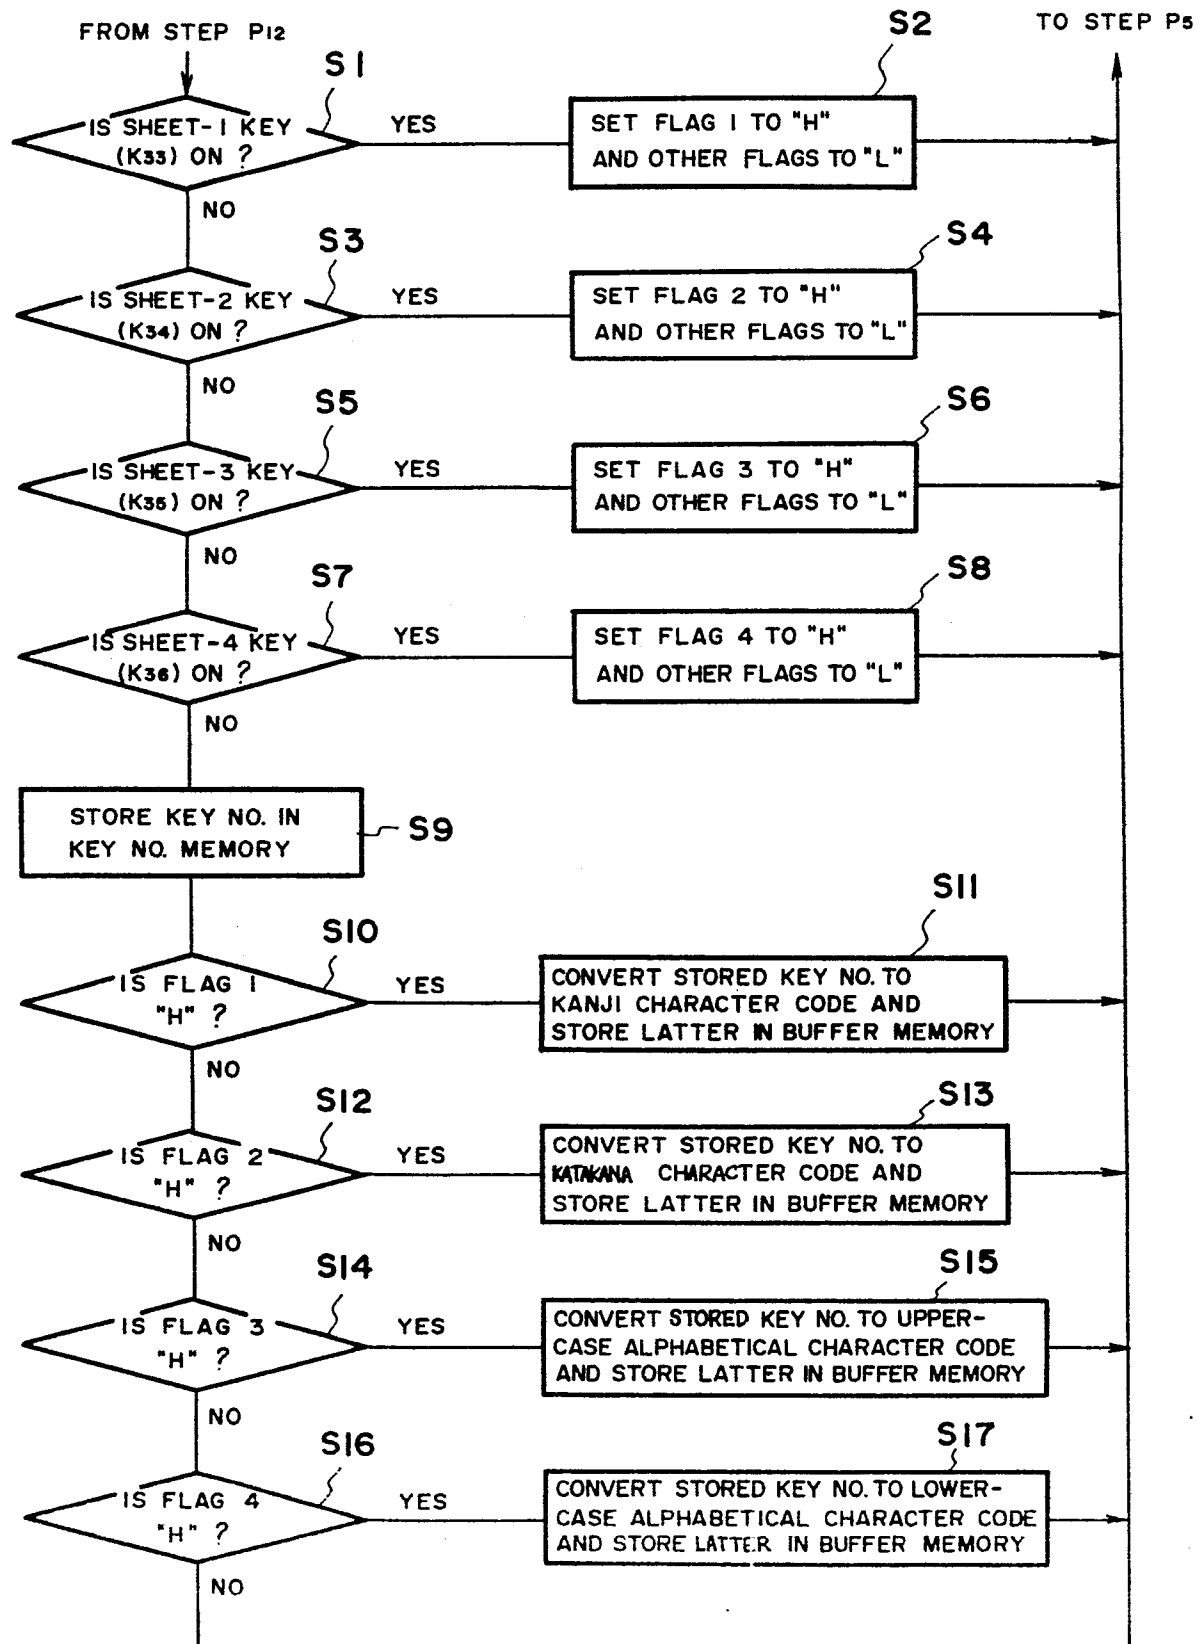 FROM STEP P12
TO STEP P5
S1
IS SHEET-1 KEY
(K33) ON ?
YES
NO
S2
SET FLAG 1 TO "H"
AND OTHER FLAGS TO "L"
S3
IS SHEET-2 KEY
(K34) ON ?
YES
NO
S4
SET FLAG 2 TO "H"
AND OTHER FLAGS TO "L"
S5
IS SHEET-3 KEY
(K35) ON ?
YES
NO
S6
SET FLAG 3 TO "H"
AND OTHER FLAGS TO "L"
S7
IS SHEET-4 KEY
(K36) ON ?
YES
NO
S8
SET FLAG 4 TO "H"
AND OTHER FLAGS TO "L"
STORE KEY NO. IN
KEY NO. MEMORY
S9
S10
IS FLAG 1
"H" ?
YES
NO
S11
CONVERT STORED KEY NO. TO
KANJI CHARACTER CODE AND
STORE LATTER IN BUFFER MEMORY
S12
IS FLAG 2
"H" ?
YES
NO
S13
CONVERT STORED KEY NO. TO
KATAKANA CHARACTER CODE AND
STORE LATTER IN BUFFER MEMORY
S14
IS FLAG 3
"H" ?
YES
NO
S15
CONVERT STORED KEY NO. TO UPPER-
CASE ALPHABETICAL CHARACTER CODE
AND STORE LATTER IN BUFFER MEMORY
S16
IS FLAG 4
"H" ?
YES
NO
S17
CONVERT STORED KEY NO. TO LOWER-
CASE ALPHABETICAL CHARACTER CODE
AND STORE LATTER IN BUFFER MEMORY